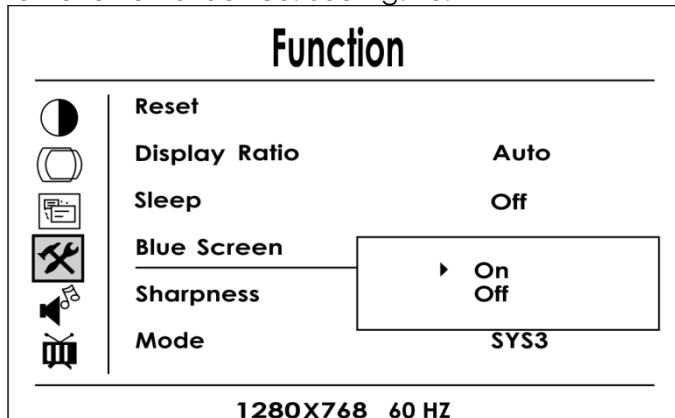 Function
Reset
Display Ratio Auto
Sleep Off
Blue Screen
On
Off
Sharpness
Mode SYS3
1280X768 60 HZ